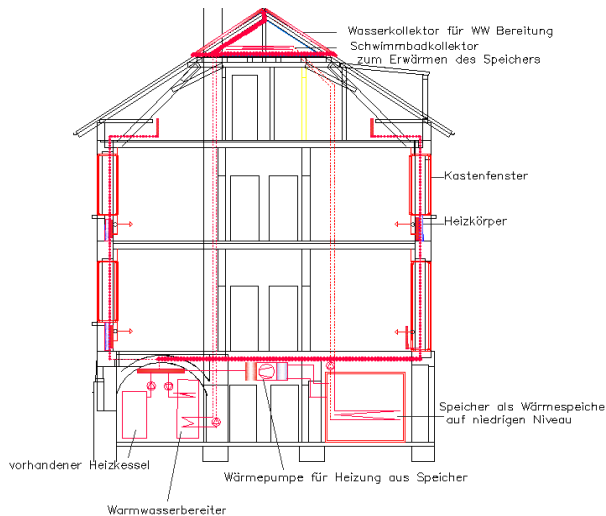 Wasserkollektor für WW Bereitung
Schwimmbadkollektor
zum Erwärmen des Speichers
Kastenfenster
Heizkörper
Speicher als Wärmespeiche
auf niedrigen Niveau
vorhandener Heizkessel
Wärmepumpe für Heizung aus Speicher
Warmwasserbereiter